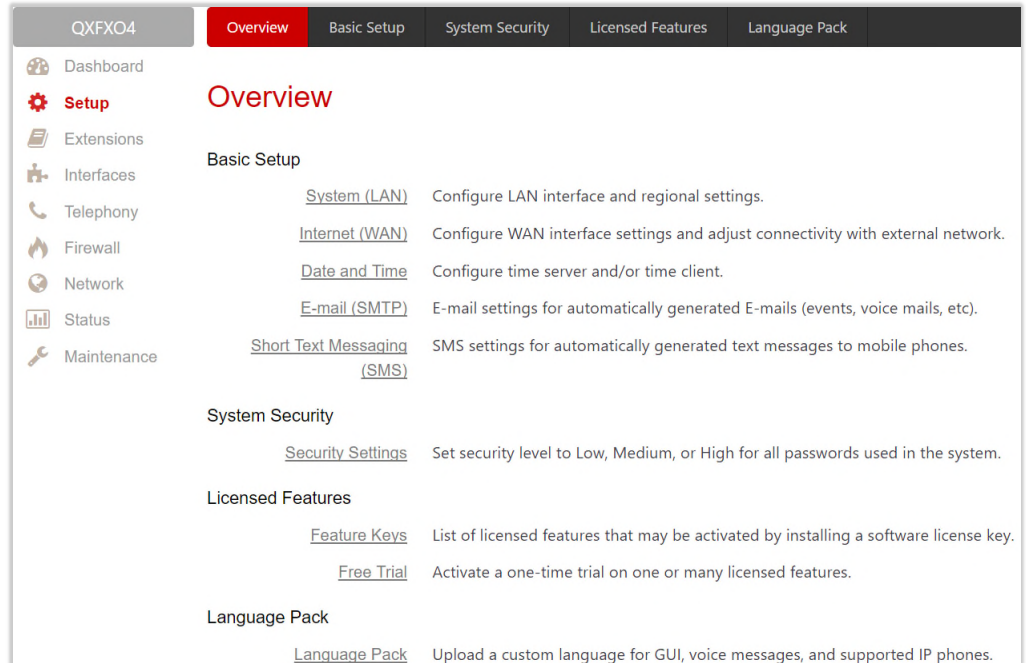 QXFXO4
Overview
Basic Setup
System Security
Licensed Features
Language Pack
Dashboard
Setup
Extensions
Interfaces
Telephony
Firewall
Network
Status
Maintenance
Overview
Basic Setup
System (LAN) Configure LAN interface and regional settings.
Internet (WAN) Configure WAN interface settings and adjust connectivity with external network.
Date and Time Configure time server and/or time client.
E-mail (SMTP) E-mail settings for automatically generated E-mails (events, voice mails, etc).
Short Text Messaging SMS settings for automatically generated text messages to mobile phones.
(SMS)
System Security
Security Settings Set security level to Low, Medium, or High for all passwords used in the system.
Licensed Features
Feature Keys List of licensed features that may be activated by installing a software license key.
Free Trial Activate a one-time trial on one or many licensed features.
Language Pack
Language Pack Upload a custom language for GUI, voice messages, and supported IP phones.